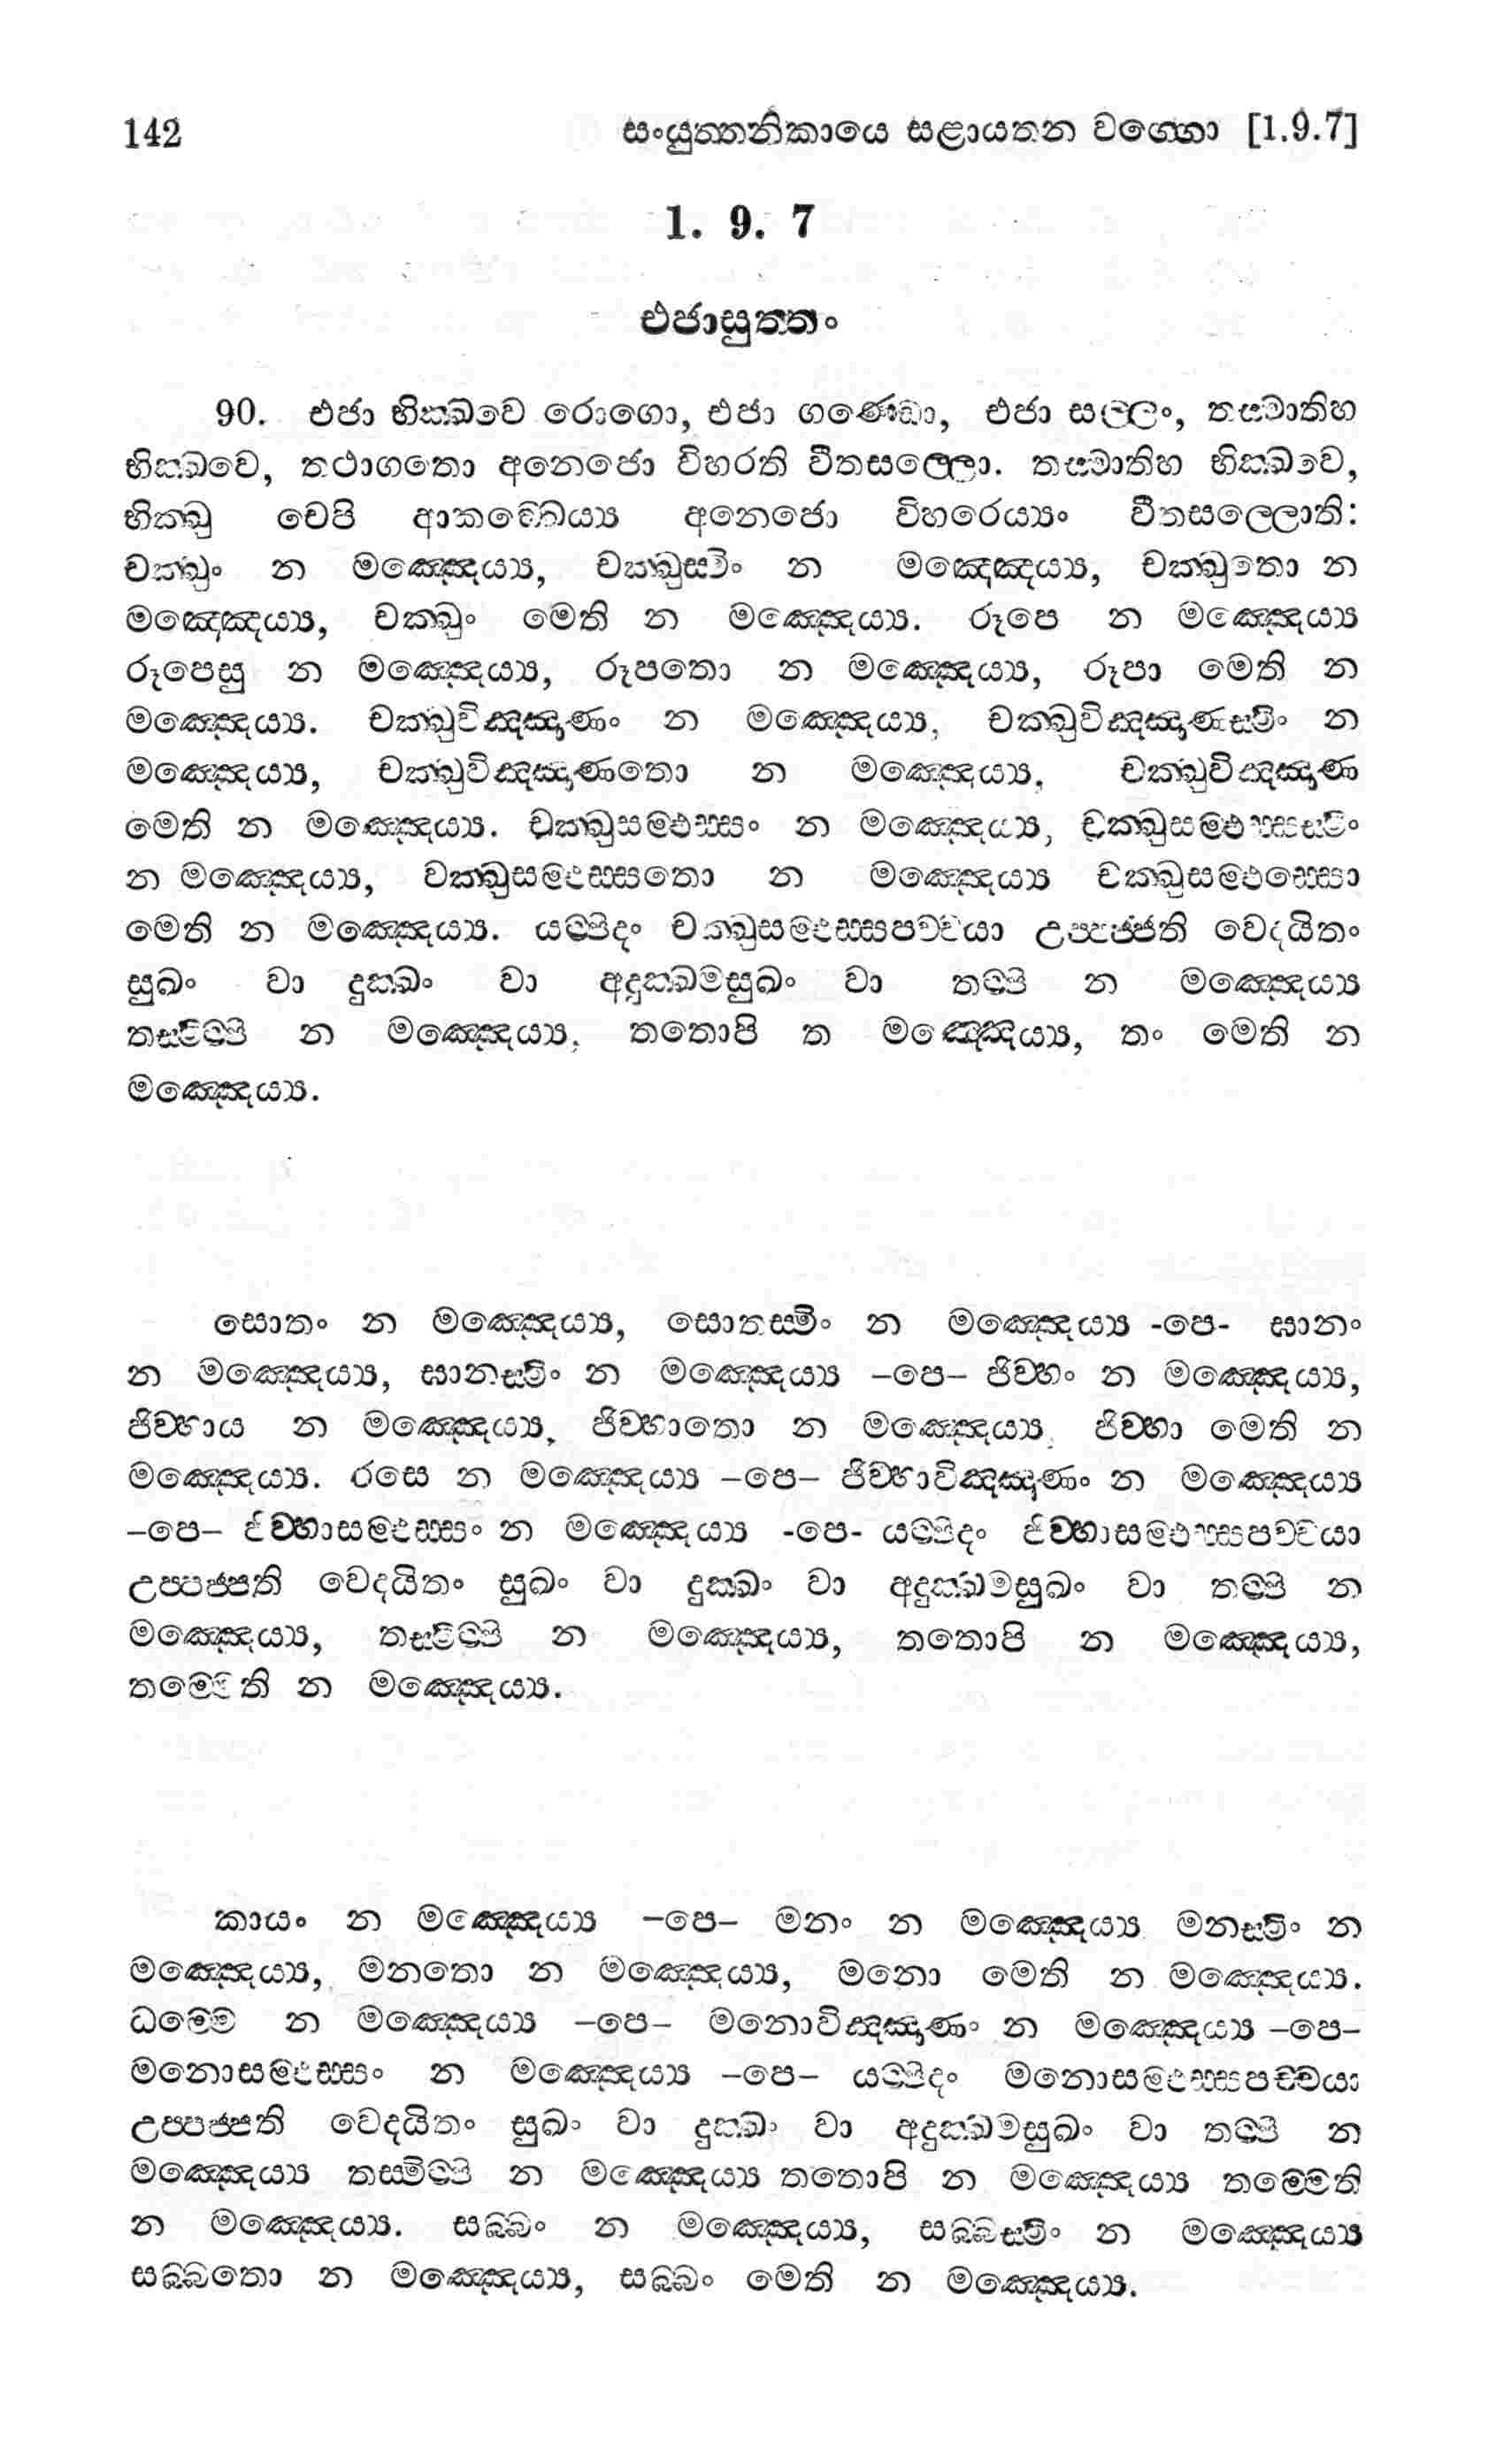 142 සංයුත්තනිකායෙ සළායතන වග්ගො [1.9.7]
1. 9. 7
එජාසුත්තං
90. එජා භික්ඛවෙ රොගො, එජා ගණ්ඩො, එජා සල්ලං, තස්මාතිහ
භික්ඛවෙ, තථාගතො අනෙජො විහරති වීතසල්ලො. තස්මාතිහ භික්ඛවෙ,
භික්ඛු චෙපි ආකඞ්ඛෙය්‍ය අනෙජො විහරෙය්‍යං වීතසල්ලොති:
චක්ඛුං න මඤ්ඤෙය්‍ය, චක්ඛුස්මිං න මඤ්ඤෙය්‍ය, චක්ඛුතො න
මඤ්ඤෙය්‍ය, චක්ඛුං මෙති න මඤ්ඤෙය්‍ය. රූපෙ න මඤ්ඤෙය්‍ය
රූපෙසු න මඤ්ඤෙය්‍ය, රූපතො න මඤ්ඤෙය්‍ය, රූපා මෙති න
මඤ්ඤෙය්‍ය. චක්ඛුවිඤ්ඤාණං න මඤ්ඤෙය්‍ය, චක්ඛුවිඤ්ඤාණස්මිං න
මඤ්ඤෙය්‍ය, චක්ඛුවිඤ්ඤාණතො න මඤ්ඤෙය්‍ය, චක්ඛුවිඤ්ඤාණ
මෙති න මඤ්ඤෙය්‍ය. චක්ඛුසම්ඵස්සං න මඤ්ඤෙය්‍ය, චක්ඛුසම්ඵස්සස්මිං
න මඤ්ඤෙය්‍ය, චක්ඛුසම්ඵස්සතො න මඤ්ඤෙය්‍ය චක්ඛුසම්ඵස්සො
මෙති න මඤ්ඤෙය්‍ය. යම්පිදං චක්ඛුසම්ඵස්සපච්චයා උප්පජ්ජති වෙදයිතං
සුඛං වා දුක්ඛං වා අදුක්ඛමසුඛං වා තම්පි න මඤ්ඤෙය්‍ය
තස්මිම්පි න මඤ්ඤෙය්‍ය, තතොපි න මඤ්ඤෙය්‍ය, තං මෙති න
මඤ්ඤෙය්‍ය.
සොතං න මඤ්ඤෙය්‍ය, සොතස්මිං න මඤ්ඤෙය්‍ය -පෙ- ඝානං
න මඤ්ඤෙය්‍ය, ඝානස්මිං න මඤ්ඤෙය්‍ය –පෙ– ජිව්හං න මඤ්ඤෙය්‍ය,
ජිව්හාය න මඤ්ඤෙය්‍ය, ජිව්හාතො න මඤ්ඤෙය්‍ය, ජිව්හා මෙති න
මඤ්ඤෙය්‍ය. රසෙ න මඤ්ඤෙය්‍ය –පෙ– ජිව්හාවිඤ්ඤාණං න මඤ්ඤෙය්‍ය
–පෙ– ජිව්හාසම්ඵස්සං න මඤ්ඤෙය්‍ය -පෙ- යම්පිදං ජිව්හාසම්ඵස්සපච්චයා
උප්පජ්ජති වෙදයිතං සුඛං වා දුක්ඛං වා අදුක්ඛමසුඛං වා තම්පි න
මඤ්ඤෙය්‍ය, තස්මිම්පි න මඤ්ඤෙය්‍ය, තතොපි න මඤ්ඤෙය්‍ය,
තම්මෙති න මඤ්ඤෙය්‍ය.
කායං න මඤ්ඤෙය්‍ය –පෙ– මනං න මඤ්ඤෙය්‍ය මනස්මිං න
මඤ්ඤෙය්‍ය, මනතො න මඤ්ඤෙය්‍ය, මනො මෙති න මඤ්ඤෙය්‍ය.
ධම්මෙ න මඤ්ඤෙය්‍ය –පෙ– මනොවිඤ්ඤාණං න මඤ්ඤෙය්‍ය –පෙ–
මනොසම්ඵස්සං න මඤ්ඤෙය්‍ය –පෙ– යම්පිදං මනොසම්ඵස්සපච්චයා
උප්පජ්ජති වෙදයිතං සුඛං වා දුක්ඛං වා අදුක්ඛමසුඛං වා තම්පි න
මඤ්ඤෙය්‍ය තස්මිම්පි න මඤ්ඤෙය්‍ය තතොපි න මඤ්ඤෙය්‍ය තම්මෙති
න මඤ්ඤෙය්‍ය. සබ්බං න මඤ්ඤෙය්‍ය, සබ්බස්මිං න මඤ්ඤෙය්‍ය
සබ්බතො න මඤ්ඤෙය්‍ය, සබ්බං මෙති න මඤ්ඤෙය්‍ය.